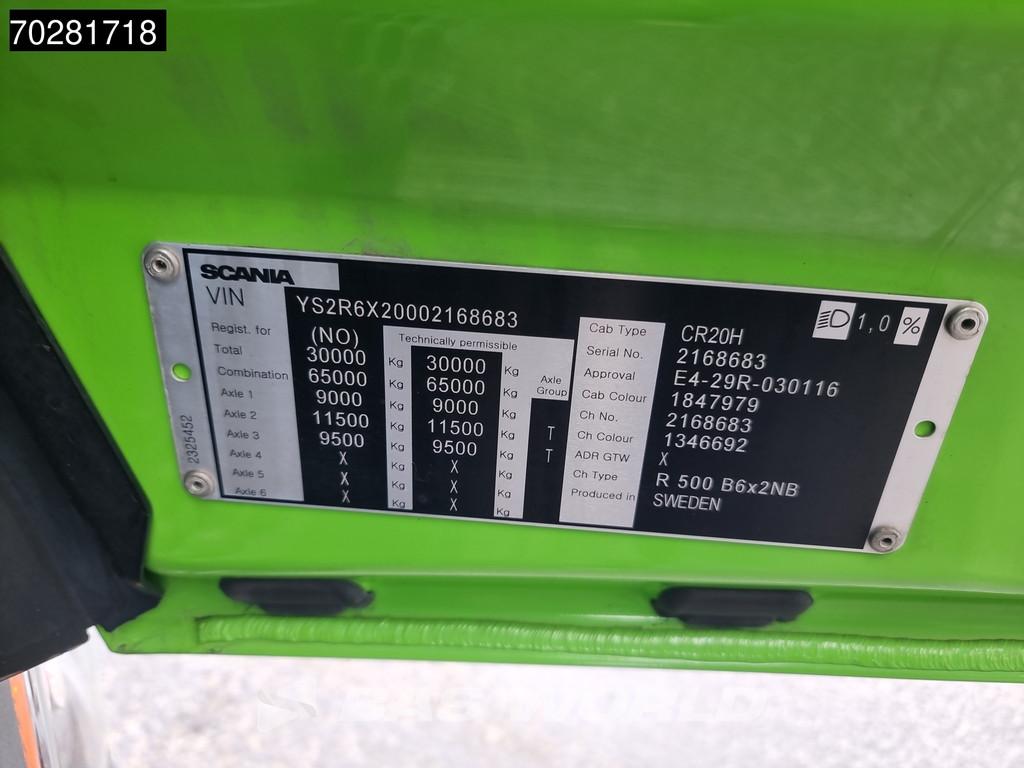 70281718
SCANIA
VIN YS2R6X20002168683
Regist. for (NO) Technically permissible
Total 30000 Kg 30000 Kg
Combination 65000 Kg 65000 Kg Axle Group
Axle 1 9000 Kg 9000 Kg
Axle 2 11500 Kg 11500 Kg T
Axle 3 9500 Kg 9500 Kg T
Axle 4 X Kg X Kg
Axle 5 X Kg X Kg
Axle 6 X Kg X Kg
2325452
Cab Type CR20H
Serial No. 2168683
Approval E4-29R-030116
Cab Colour 1847979
Ch No. 2168683
Ch Colour 1346692
ADR GTW X
Ch Type R 500 B6x2NB
Produced in SWEDEN
1,0 %
BAS WORLD